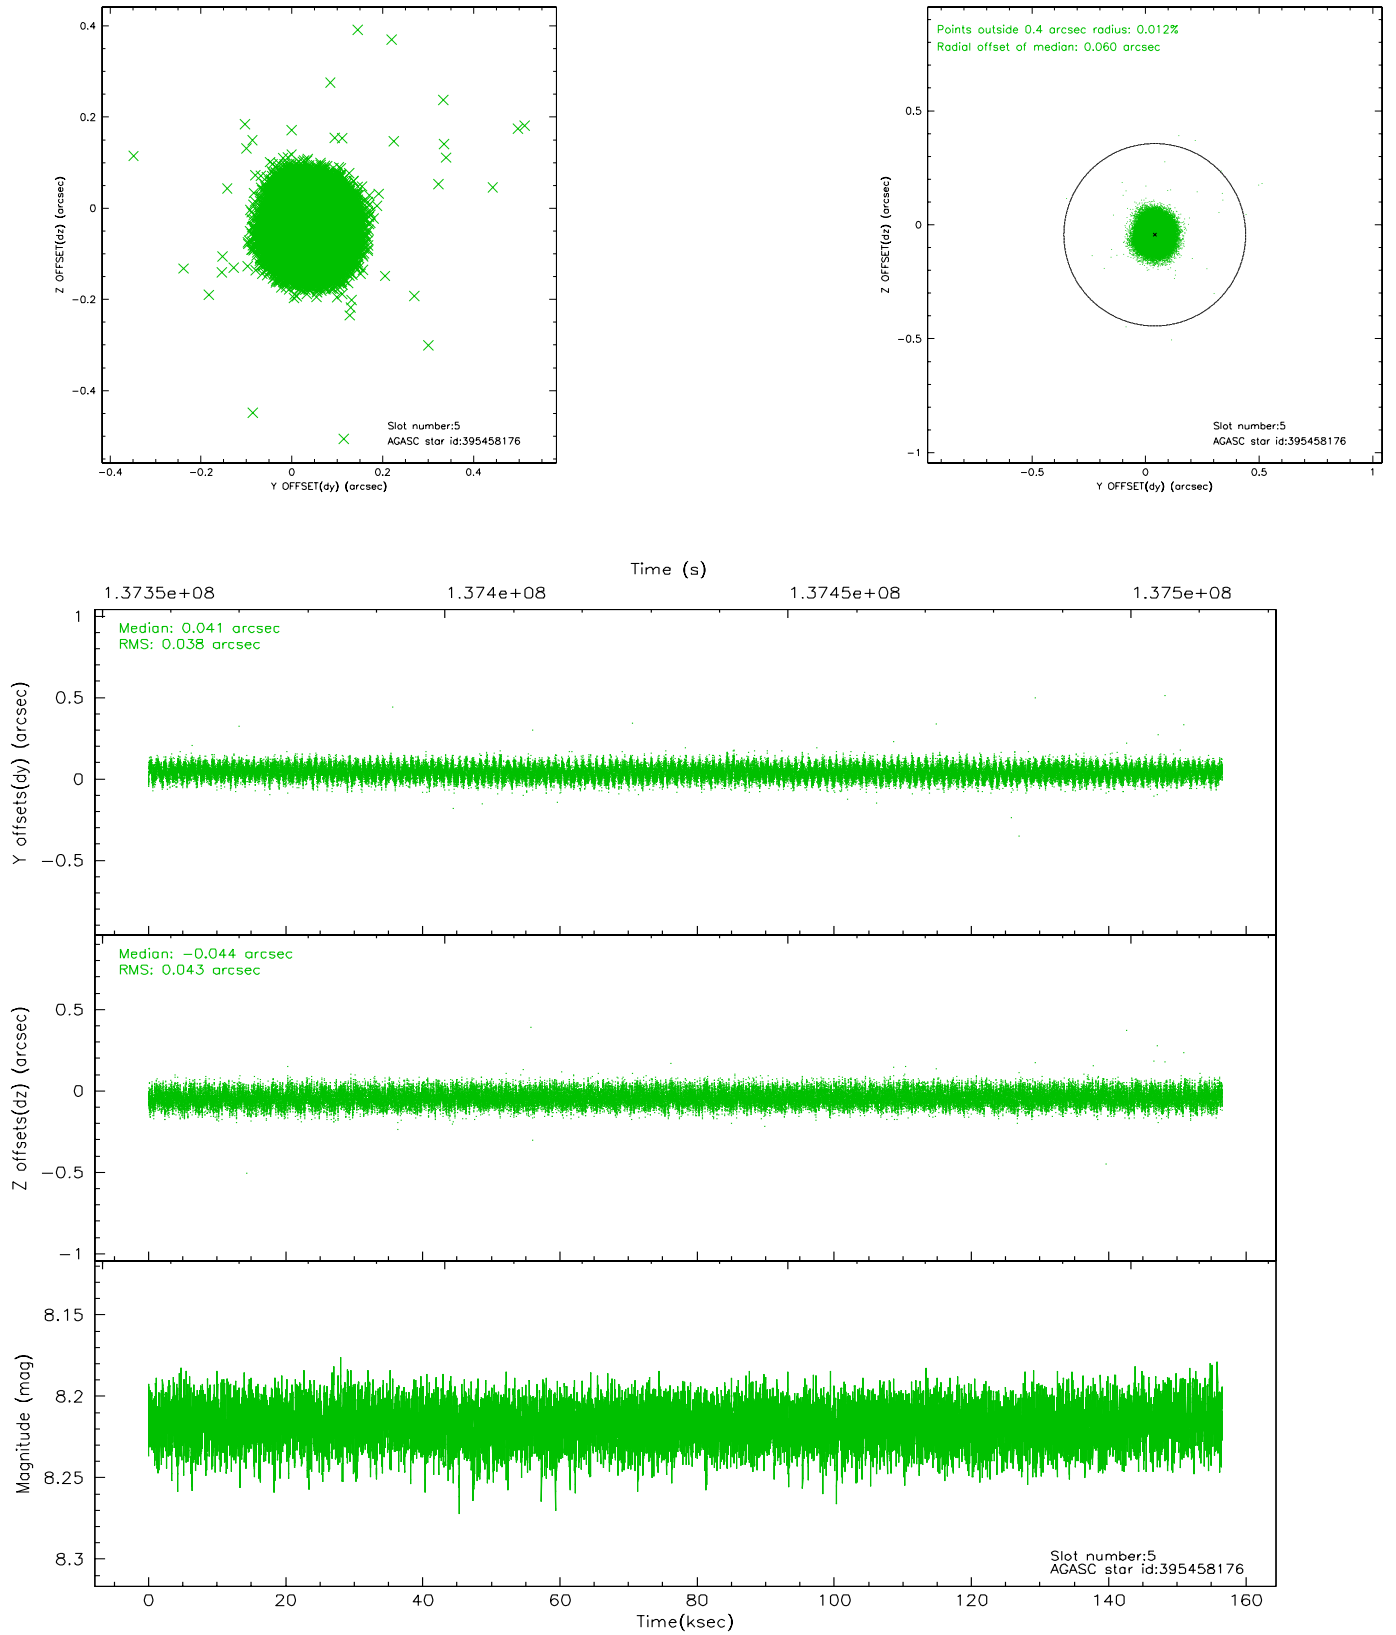 0.4
0.2
0
−0.2
−0.4
Z OFFSET(dz) (arcsec)
−0.4 −0.2 0 0.2 0.4
Y OFFSET(dy) (arcsec)
Slot number:5
AGASC star id:395458176
Points outside 0.4 arcsec radius: 0.012%
Radial offset of median: 0.060 arcsec
0.5
0
−0.5
−1
Z OFFSET(dz) (arcsec)
−0.5 0 0.5 1
Y OFFSET(dy) (arcsec)
Slot number:5
AGASC star id:395458176
Time (s)
1.3735e+08 1.374e+08 1.3745e+08 1.375e+08
Median: 0.041 arcsec
RMS: 0.038 arcsec
1
0.5
0
−0.5
Y offsets(dy) (arcsec)
Median: −0.044 arcsec
RMS: 0.043 arcsec
0.5
0
−0.5
−1
Z offsets(dz) (arcsec)
8.15
8.2
8.25
8.3
Magnitude (mag)
Slot number:5
AGASC star id:395458176
0 20 40 60 80 100 120 140 160
Time(ksec)